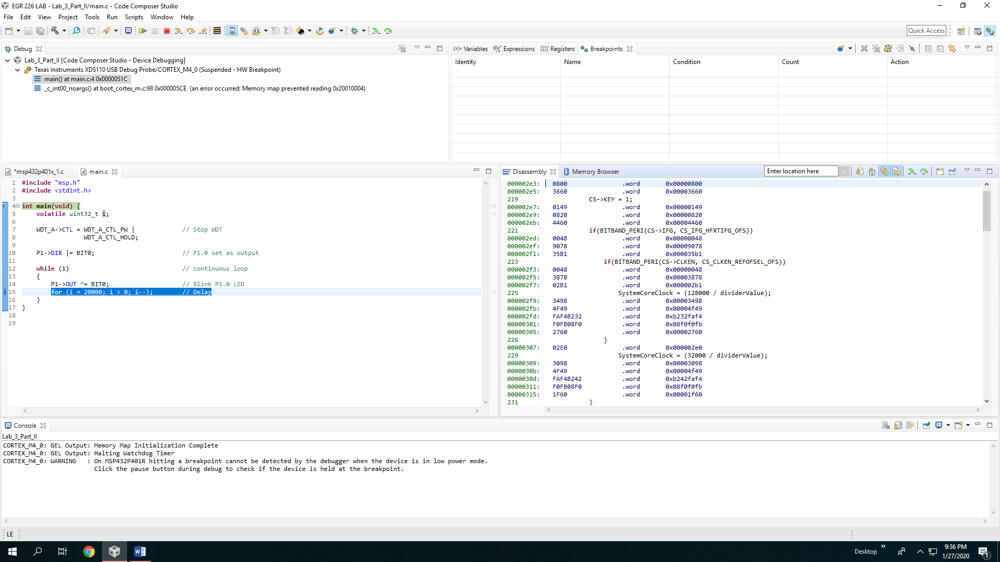 EGR 226 LAB - Lab_3_Part_II/main.c - Code Composer Studio
File Edit View Project Tools Run Scripts Window Help
Quick Access
Debug
Lab_3_Part_II [Code Composer Studio - Device Debugging]
Texas Instruments XDS110 USB Debug Probe/CORTEX_M4_0 (Suspended - HW Breakpoint)
main() at main.c:4 0x0000051C
_c_int00_noargs() at boot_cortex_m.c:98 0x000005CE (an error occurred: Memory map prevented reading 0x20010004)
(x)= Variables Expressions 1010 0101 Registers Breakpoints
Identity Name Condition Count Action
*msp432p401x_1.c main.c
1 #include "msp.h"
2 #include <stdint.h>
3
4 int main(void) {
5 volatile uint32_t i;
6
7 WDT_A->CTL = WDT_A_CTL_PW | // Stop WDT
8 WDT_A_CTL_HOLD;
9
10 P1->DIR |= BIT0; // P1.0 set as output
11
12 while (1) // continuous loop
13 {
14 P1->OUT ^= BIT0; // Blink P1.0 LED
15 for (i = 20000; i > 0; i--); // Delay
16 }
17 }
18
19
Disassembly Memory Browser Enter location here
000002e3: 0800 .word 0x00000800
000002e5: 3660 .word 0x00003660
219 CS->KEY = 1;
000002e7: 0149 .word 0x00000149
000002e9: 0820 .word 0x00000820
000002eb: 4460 .word 0x00004460
221 if(BITBAND_PERI(CS->IFG, CS_IFG_HFXTIFG_OFS))
000002ed: 0048 .word 0x00000048
000002ef: 9078 .word 0x00009078
000002f1: 35B1 .word 0x000035b1
223 if(BITBAND_PERI(CS->CLKEN, CS_CLKEN_REFOFSEL_OFS))
000002f3: 0048 .word 0x00000048
000002f5: 3878 .word 0x00003878
000002f7: 02B1 .word 0x000002b1
225 SystemCoreClock = (128000 / dividerValue);
000002f9: 3498 .word 0x00003498
000002fb: 4F49 .word 0x00004f49
000002fd: FAF4B232 .word 0xb232faf4
00000301: F0FB08F0 .word 0x08f0f0fb
00000305: 2760 .word 0x00002760
226 }
00000307: 02E0 .word 0x000002e0
229 SystemCoreClock = (32000 / dividerValue);
00000309: 3098 .word 0x00003098
0000030b: 4F49 .word 0x00004f49
0000030d: FAF4B242 .word 0xb242faf4
00000311: F0FB08F0 .word 0x08f0f0fb
00000315: 1F60 .word 0x00001f60
231 }
Console
Lab_3_Part_II
CORTEX_M4_0: GEL Output: Memory Map Initialization Complete
CORTEX_M4_0: GEL Output: Halting Watchdog Timer
CORTEX_M4_0: WARNING : On MSP432P401R hitting a breakpoint cannot be detected by the debugger when the device is in low power mode.
Click the pause button during debug to check if the device is held at the breakpoint.
LE
Desktop
9:36 PM
1/27/2020
1